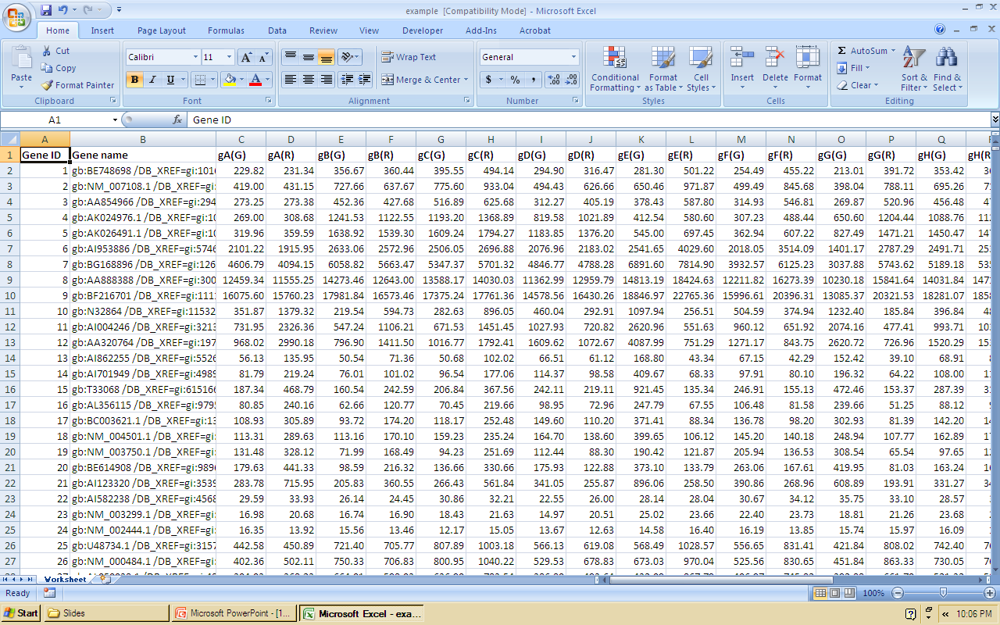 example [Compatibility Mode] - Microsoft Excel
Home Insert Page Layout Formulas Data Review View Developer Add-Ins Acrobat
Paste Cut Copy Format Painter Clipboard
Calibri 11 B I U A Font
Wrap Text Merge & Center Alignment
General $ % , Number
Conditional Formatting Format as Table Cell Styles Styles
Insert Delete Format Cells
Σ AutoSum Fill Clear Sort & Filter Find & Select Editing
A1 fx Gene ID
A B C D E F G H I J K L M N O P Q
1 Gene ID Gene name gA(G) gA(R) gB(G) gB(R) gC(G) gC(R) gD(G) gD(R) gE(G) gE(R) gF(G) gF(R) gG(G) gG(R) gH(G) gH(R
2 1 gb:BE748698 /DB_XREF=gi:101 229.82 231.34 356.67 360.44 395.55 494.14 294.90 316.47 281.30 501.22 254.49 455.22 213.01 391.72 353.42
3 2 gb:NM_007108.1 /DB_XREF=gi: 419.00 431.15 727.66 637.67 775.60 933.04 494.43 626.66 650.46 971.87 499.49 845.68 398.04 788.11 695.26
4 3 gb:AA854966 /DB_XREF=gi:294 273.25 273.38 452.36 427.68 516.89 625.68 312.27 405.19 378.43 587.80 314.93 546.81 269.87 520.96 456.48
5 4 gb:AK024976.1 /DB_XREF=gi:10 269.00 308.68 1241.53 1122.55 1193.20 1368.89 819.58 1021.89 412.54 580.60 307.23 488.44 650.60 1204.44 1088.76
6 5 gb:AK026491.1 /DB_XREF=gi:10 319.96 359.59 1638.92 1539.30 1609.24 1794.27 1183.85 1376.20 545.00 697.45 362.94 607.22 827.49 1471.21 1450.47
7 6 gb:AI953886 /DB_XREF=gi:5746 2101.22 1915.95 2633.06 2572.96 2506.05 2696.88 2076.96 2183.02 2541.65 4029.60 2018.05 3514.09 1401.17 2787.29 2491.71
8 7 gb:BG168896 /DB_XREF=gi:126 4606.79 4094.15 6058.82 5663.47 5347.37 5701.32 4846.77 4788.28 6891.60 7814.90 3932.57 6125.23 3037.88 5743.62 5189.18
9 8 gb:AA888388 /DB_XREF=gi:300 12459.34 11555.25 14273.46 12643.00 13588.17 14030.03 11362.99 12959.79 14813.19 18424.63 12211.82 16273.39 10230.18 15841.64 14031.84
10 9 gb:BF216701 /DB_XREF=gi:111 16075.60 15760.23 17981.84 16573.46 17375.24 17761.36 14578.56 16430.26 18846.97 22765.36 15996.61 20396.31 13085.37 20321.53 18281.07
11 10 gb:N32864 /DB_XREF=gi:11532 351.87 1379.32 219.54 594.73 282.63 896.05 460.04 292.91 1097.94 256.51 504.59 374.94 1232.40 185.84 396.84
12 11 gb:AI004246 /DB_XREF=gi:3213 731.95 2326.36 547.24 1106.21 671.53 1451.45 1027.93 720.82 2620.96 551.63 960.12 651.92 2074.16 477.41 993.71
13 12 gb:AA320764 /DB_XREF=gi:197 968.02 2990.18 796.90 1411.50 1016.77 1792.41 1609.62 1072.67 4087.99 751.29 1271.17 843.75 2620.72 726.96 1520.29
14 13 gb:AI862255 /DB_XREF=gi:5526 56.13 135.95 50.54 71.36 50.68 102.02 66.51 61.12 168.80 43.34 67.15 42.29 152.42 39.10 68.91
15 14 gb:AI701949 /DB_XREF=gi:4989 81.79 219.24 76.01 101.02 96.54 177.06 114.37 98.58 409.67 68.33 97.91 80.10 196.32 64.22 108.00
16 15 gb:T33068 /DB_XREF=gi:615166 187.34 468.79 160.54 242.59 206.84 367.56 242.11 219.11 921.45 135.34 246.91 155.13 472.46 153.37 287.39
17 16 gb:AL356115 /DB_XREF=gi:979 80.85 240.16 62.66 120.77 70.45 219.66 98.95 72.96 247.79 67.55 106.48 81.58 239.66 51.25 88.12
18 17 gb:BC003621.1 /DB_XREF=gi:13 108.93 305.89 93.72 174.20 118.17 252.48 149.60 110.20 371.41 88.34 136.78 98.20 302.93 81.39 142.20
19 18 gb:NM_004501.1 /DB_XREF=gi: 113.31 289.63 113.16 170.10 159.23 235.24 164.70 138.60 399.65 106.12 145.20 140.18 248.94 107.77 162.89
20 19 gb:NM_003750.1 /DB_XREF=gi: 131.48 328.12 71.99 168.49 94.23 251.69 112.44 88.30 190.42 121.87 205.94 136.53 308.54 65.54 97.65
21 20 gb:BE614908 /DB_XREF=gi:989 179.63 441.33 98.59 216.32 136.66 330.66 175.93 122.88 373.10 133.79 263.06 167.61 419.95 81.03 163.24
22 21 gb:AI123320 /DB_XREF=gi:3539 283.78 715.95 205.83 360.55 266.43 561.84 341.05 255.87 896.06 258.50 390.86 268.96 608.89 193.91 331.27
23 22 gb:AI582238 /DB_XREF=gi:4568 29.59 33.93 26.14 24.45 30.86 32.21 22.55 26.00 28.14 28.04 30.67 34.12 35.75 33.10 28.57
24 23 gb:NM_003299.1 /DB_XREF=gi: 16.98 20.68 16.74 16.90 18.43 21.63 14.97 20.51 25.02 23.66 22.40 23.73 18.81 21.26 23.68
25 24 gb:NM_002444.1 /DB_XREF=gi: 16.35 13.92 15.56 13.46 12.17 15.05 13.67 12.63 14.58 16.40 16.19 13.85 15.74 15.97 16.09
26 25 gb:U48734.1 /DB_XREF=gi:3157 442.58 450.89 721.40 705.77 807.89 1003.18 566.13 619.08 568.49 1028.57 556.65 831.41 421.84 808.02 742.40
27 26 gb:NM_000484.1 /DB_XREF=gi: 402.36 502.11 750.33 706.83 800.95 1040.22 529.53 678.83 673.03 970.04 525.56 830.65 451.84 863.33 730.05
Worksheet
Ready 100%
Start Slides Microsoft PowerPoint - [1... Microsoft Excel - exa... « 10:06 PM